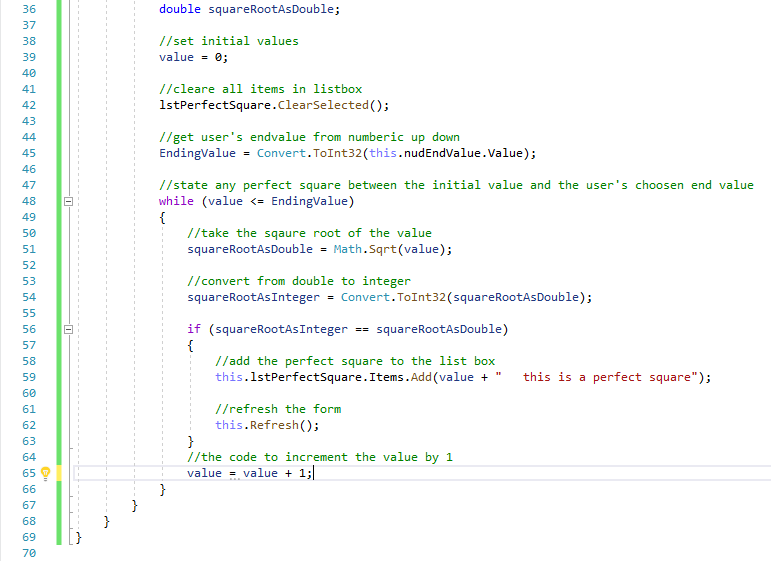 36 double squareRootAsDouble;
37
38 //set initial values
39 value = 0;
40
41 //cleare all items in listbox
42 lstPerfectSquare.ClearSelected();
43
44 //get user's endvalue from numberic up down
45 EndingValue = Convert.ToInt32(this.nudEndValue.Value);
46
47 //state any perfect square between the initial value and the user's choosen end value
48 while (value <= EndingValue)
49 {
50 //take the sqaure root of the value
51 squareRootAsDouble = Math.Sqrt(value);
52
53 //convert from double to integer
54 squareRootAsInteger = Convert.ToInt32(squareRootAsDouble);
55
56 if (squareRootAsInteger == squareRootAsDouble)
57 {
58 //add the perfect square to the list box
59 this.lstPerfectSquare.Items.Add(value + "   this is a perfect square");
60
61 //refresh the form
62 this.Refresh();
63 }
64 //the code to increment the value by 1
65 value = value + 1;
66 }
67 }
68 }
69 }
70